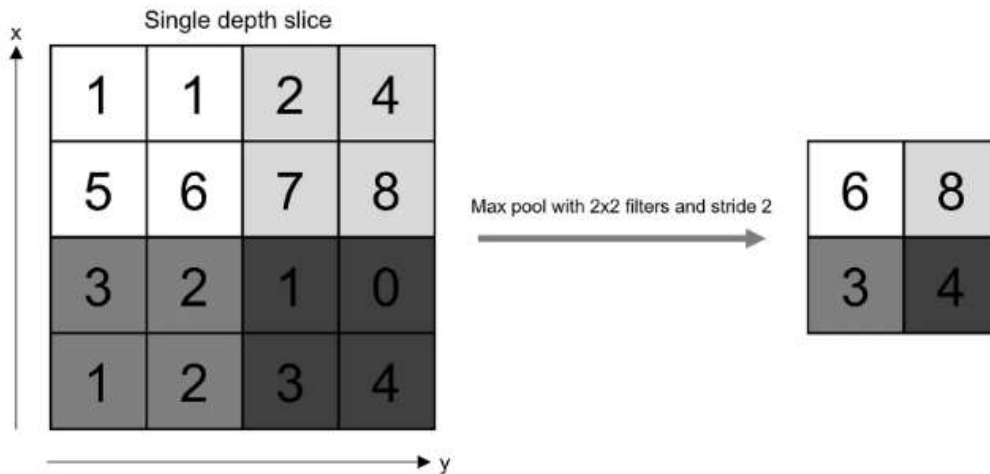 Single depth slice
x
1 1 2 4
5 6 7 8
3 2 1 0
1 2 3 4
y
Max pool with 2x2 filters and stride 2
6 8
3 4